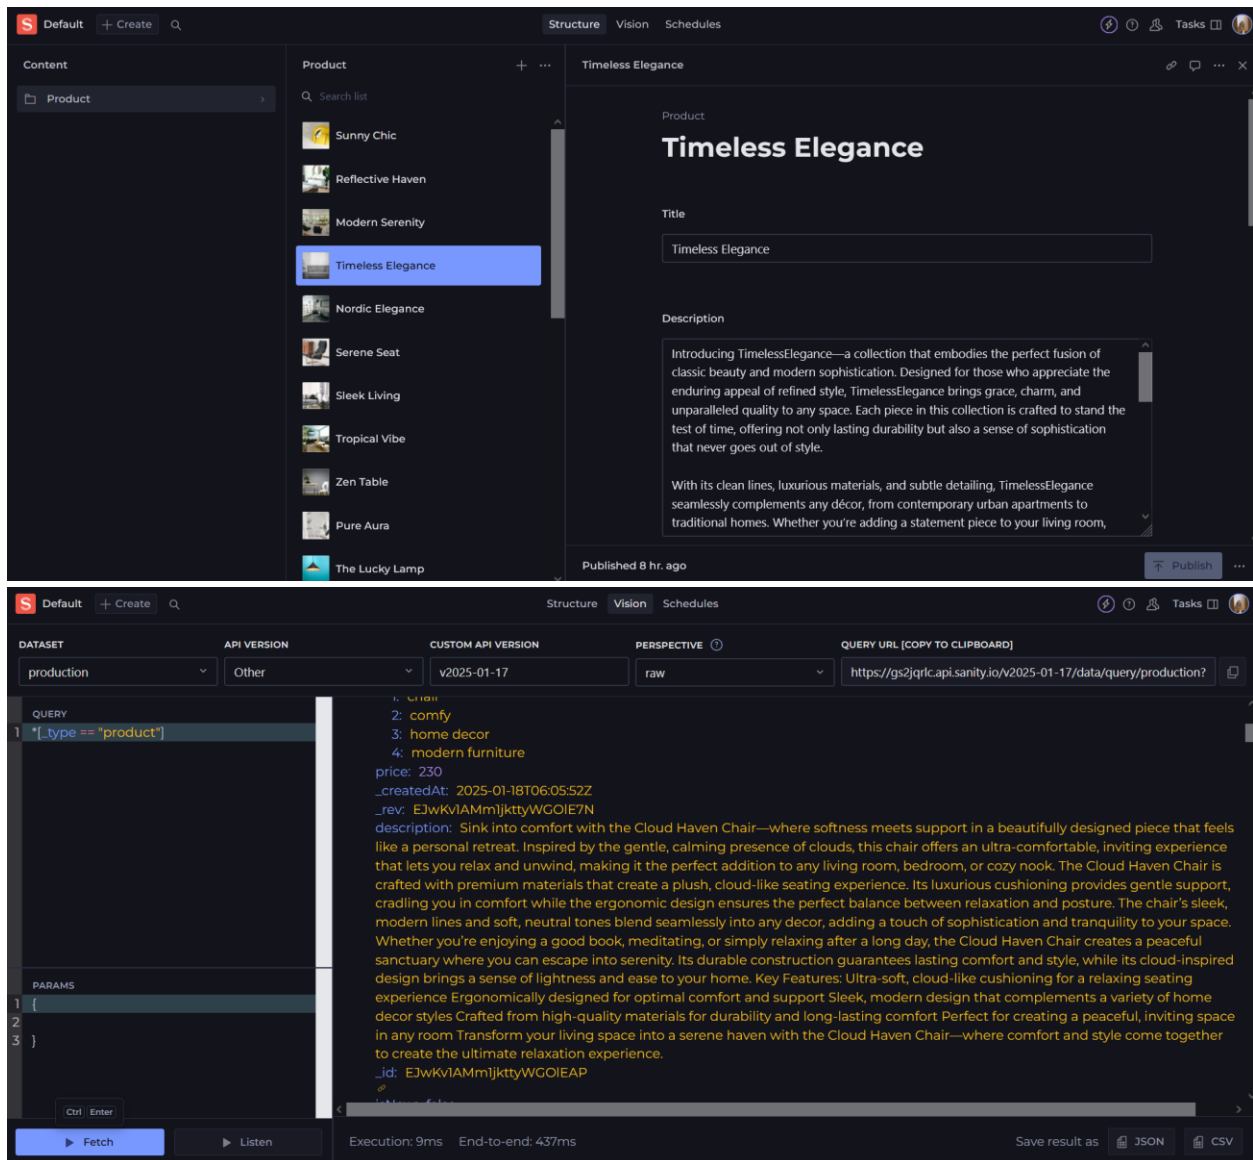 S Default + Create Structure Vision Schedules Tasks
Content
Product
Product
Search list
Sunny Chic
Reflective Haven
Modern Serenity
Timeless Elegance
Nordic Elegance
Serene Seat
Sleek Living
Tropical Vibe
Zen Table
Pure Aura
The Lucky Lamp
Timeless Elegance
Product
Timeless Elegance
Title
Timeless Elegance
Description
Introducing TimelessElegance—a collection that embodies the perfect fusion of
classic beauty and modern sophistication. Designed for those who appreciate the
enduring appeal of refined style, TimelessElegance brings grace, charm, and
unparalleled quality to any space. Each piece in this collection is crafted to stand the
test of time, offering not only lasting durability but also a sense of sophistication
that never goes out of style.
With its clean lines, luxurious materials, and subtle detailing, TimelessElegance
seamlessly complements any décor, from contemporary urban apartments to
traditional homes. Whether you're adding a statement piece to your living room,
Published 8 hr. ago
Publish
S Default + Create Structure Vision Schedules Tasks
DATASET
production
API VERSION
Other
CUSTOM API VERSION
v2025-01-17
PERSPECTIVE
raw
QUERY URL [COPY TO CLIPBOARD]
https://gs2jqrlc.api.sanity.io/v2025-01-17/data/query/production?
QUERY
1 *[_type == "product"]
PARAMS
1 {
2
3 }
Ctrl Enter
Fetch
Listen
1: chair
2: comfy
3: home decor
4: modern furniture
price: 230
_createdAt: 2025-01-18T06:05:52Z
_rev: EJwKv1AMm1jkttyWGOlE7N
description: Sink into comfort with the Cloud Haven Chair—where softness meets support in a beautifully designed piece that feels
like a personal retreat. Inspired by the gentle, calming presence of clouds, this chair offers an ultra-comfortable, inviting experience
that lets you relax and unwind, making it the perfect addition to any living room, bedroom, or cozy nook. The Cloud Haven Chair is
crafted with premium materials that create a plush, cloud-like seating experience. Its luxurious cushioning provides gentle support,
cradling you in comfort while the ergonomic design ensures the perfect balance between relaxation and posture. The chair's sleek,
modern lines and soft, neutral tones blend seamlessly into any decor, adding a touch of sophistication and tranquility to your space.
Whether you're enjoying a good book, meditating, or simply relaxing after a long day, the Cloud Haven Chair creates a peaceful
sanctuary where you can escape into serenity. Its durable construction guarantees lasting comfort and style, while its cloud-inspired
design brings a sense of lightness and ease to your home. Key Features: Ultra-soft, cloud-like cushioning for a relaxing seating
experience Ergonomically designed for optimal comfort and support Sleek, modern design that complements a variety of home
decor styles Crafted from high-quality materials for durability and long-lasting comfort Perfect for creating a peaceful, inviting space
in any room Transform your living space into a serene haven with the Cloud Haven Chair—where comfort and style come together
to create the ultimate relaxation experience.
_id: EJwKv1AMm1jkttyWGOlEAP
Execution: 9ms End-to-end: 437ms
Save result as JSON CSV